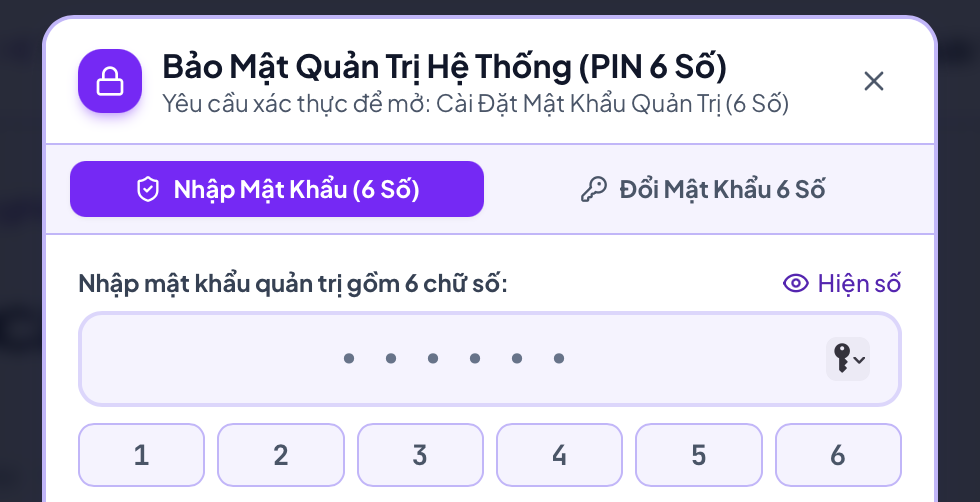 Bảo Mật Quản Trị Hệ Thống (PIN 6 Số)
Yêu cầu xác thực để mở: Cài Đặt Mật Khẩu Quản Trị (6 Số)
Nhập Mật Khẩu (6 Số)
Đổi Mật Khẩu 6 Số
Nhập mật khẩu quản trị gồm 6 chữ số:
Hiện số
• • • • • •
1 2 3 4 5 6